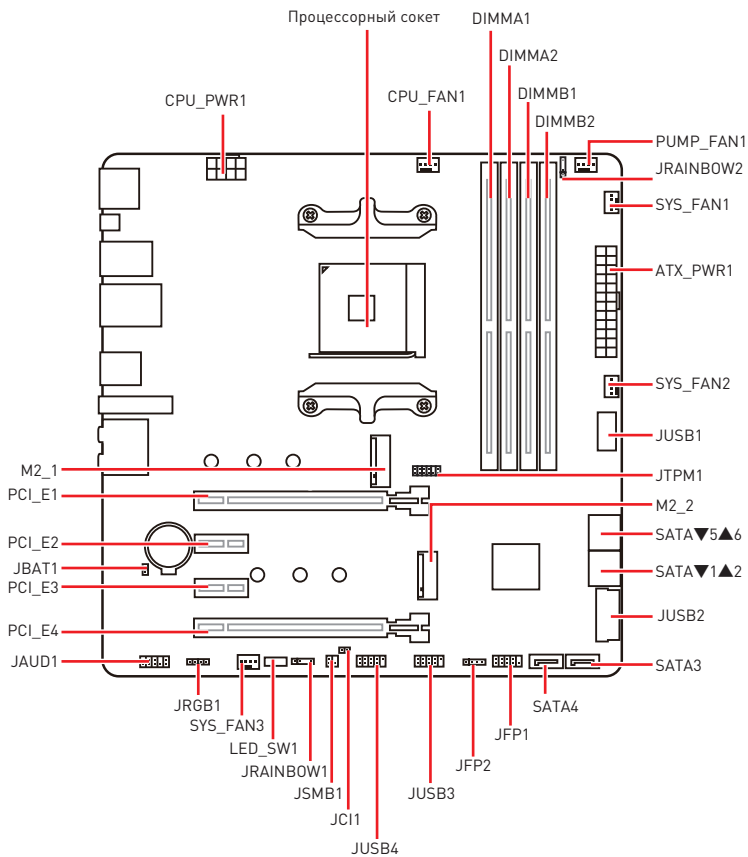 Процессорный сокет
DIMMA1
DIMMA2
CPU_PWR1
CPU_FAN1
DIMMB1
DIMMB2
PUMP_FAN1
JRAINBOW2
SYS_FAN1
ATX_PWR1
SYS_FAN2
JUSB1
M2_1
JTPM1
PCI_E1
M2_2
PCI_E2
SATA▼5▲6
JBAT1
SATA▼1▲2
PCI_E3
JUSB2
PCI_E4
JAUD1
SATA3
JRGB1
SATA4
SYS_FAN3
JFP1
LED_SW1
JFP2
JRAINBOW1
JSMB1
JUSB3
JCI1
JUSB4